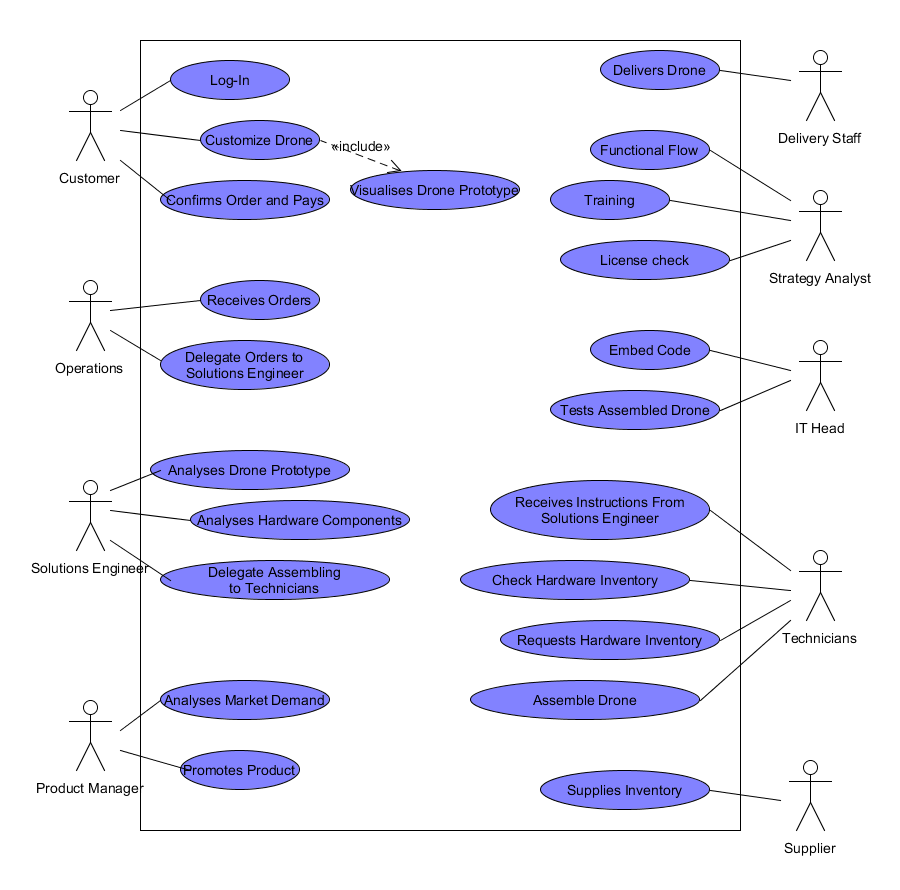 Log-In
Customize Drone
«include»
Visualises Drone Prototype
Confirms Order and Pays
Customer
Receives Orders
Delegate Orders to
Solutions Engineer
Operations
Analyses Drone Prototype
Analyses Hardware Components
Delegate Assembling
to Technicians
Solutions Engineer
Analyses Market Demand
Promotes Product
Product Manager
Delivers Drone
Delivery Staff
Functional Flow
Training
License check
Strategy Analyst
Embed Code
Tests Assembled Drone
IT Head
Receives Instructions From
Solutions Engineer
Check Hardware Inventory
Requests Hardware Inventory
Assemble Drone
Technicians
Supplies Inventory
Supplier